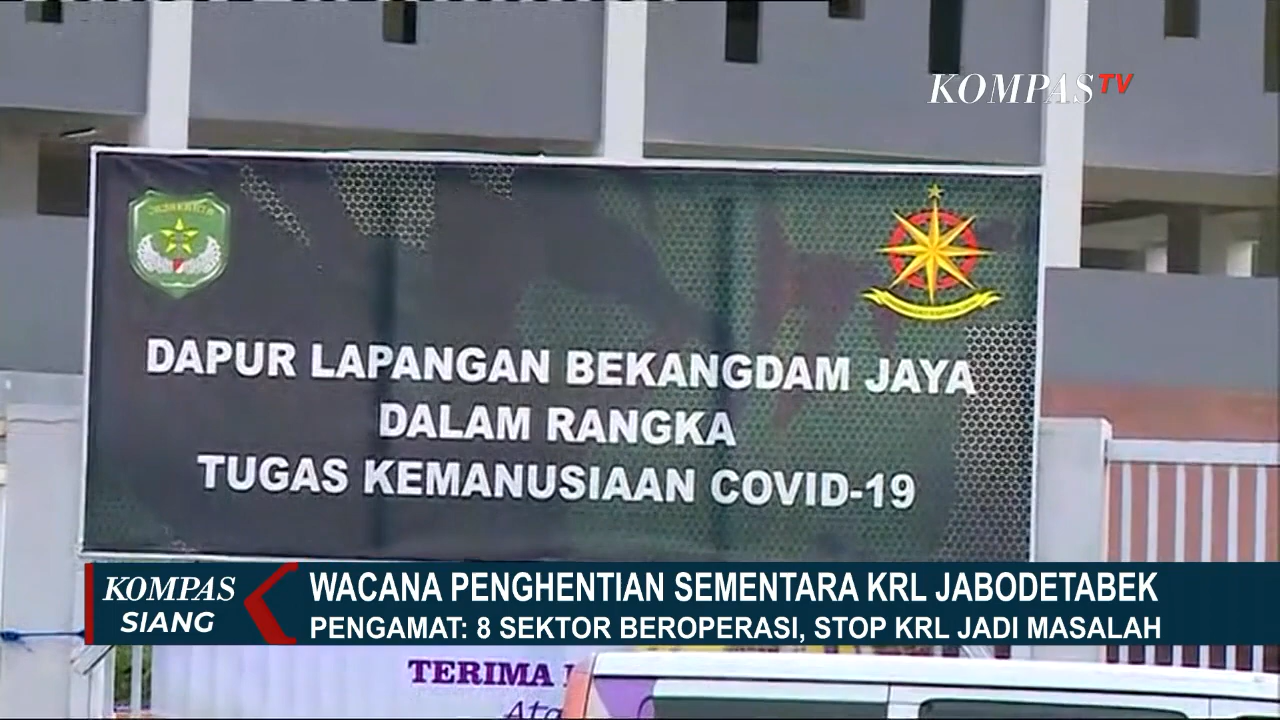 KOMPAS TV
JAYAKARTA
DAPUR LAPANGAN BEKANGDAM JAYA
DALAM RANGKA
TUGAS KEMANUSIAAN COVID-19
KOMPAS
SIANG
WACANA PENGHENTIAN SEMENTARA KRL JABODETABEK
PENGAMAT: 8 SEKTOR BEROPERASI, STOP KRL JADI MASALAH
TERIMA